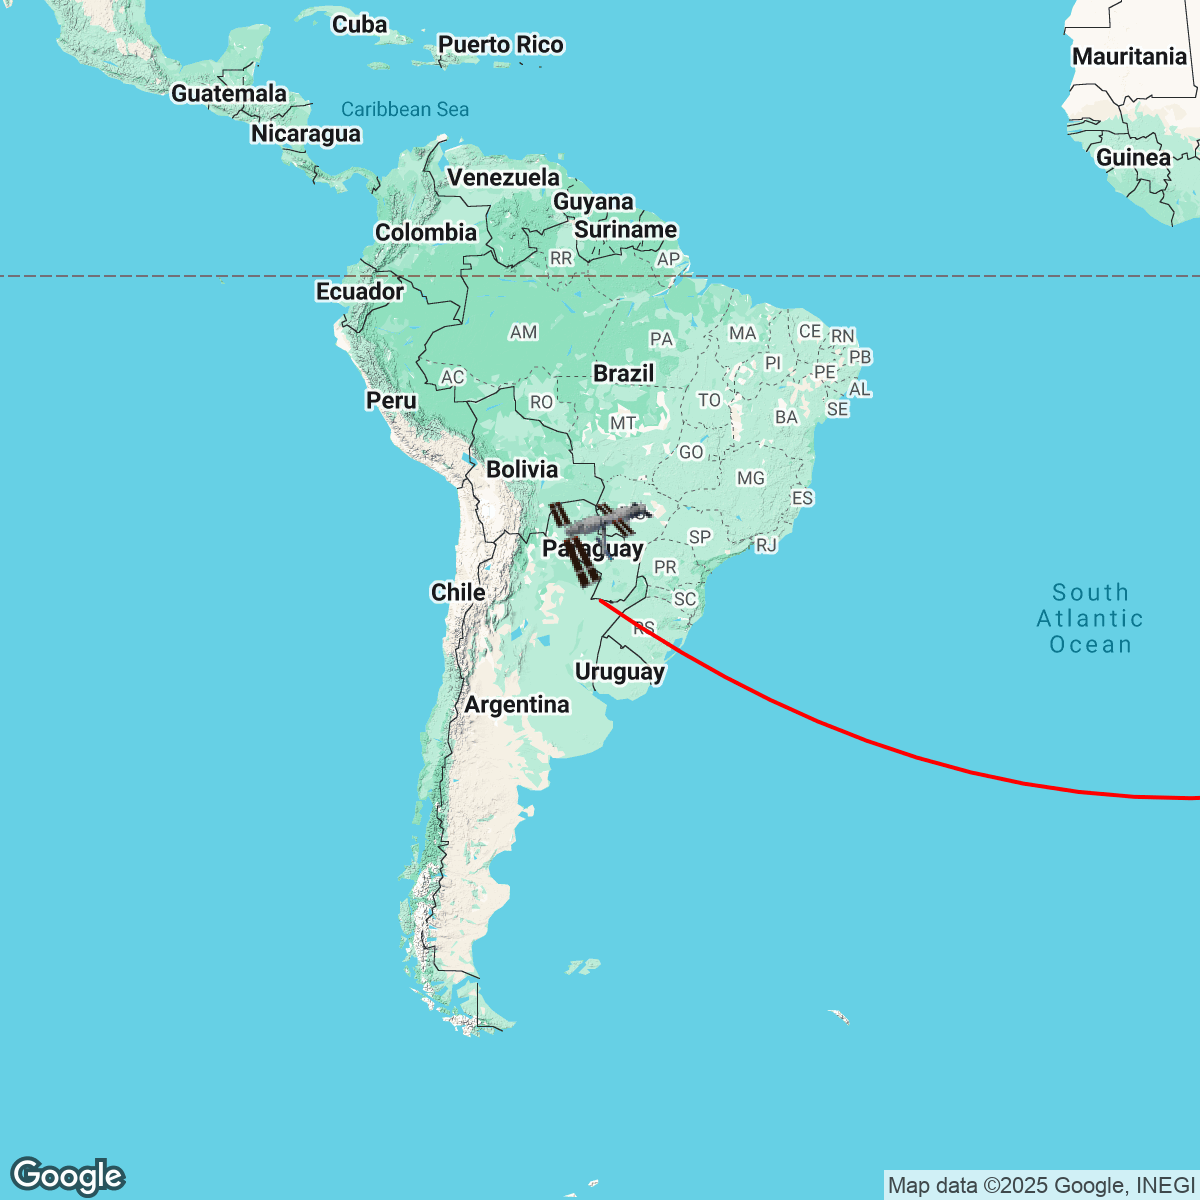 Cuba
Puerto Rico
Mauritania
Guatemala
Caribbean Sea
Nicaragua
Guinea
Venezuela
Guyana
Colombia
Suriname
RR
AP
Ecuador
AM
PA
MA
CE
RN
PB
PI
PE
AL
Brazil
AC
Peru
RO
TO
SE
BA
MT
GO
Bolivia
MG
ES
SP
RJ
Paraguay
PR
Chile
SC
South
Atlantic
Ocean
RS
Uruguay
Argentina
Google
Map data ©2025 Google, INEGI